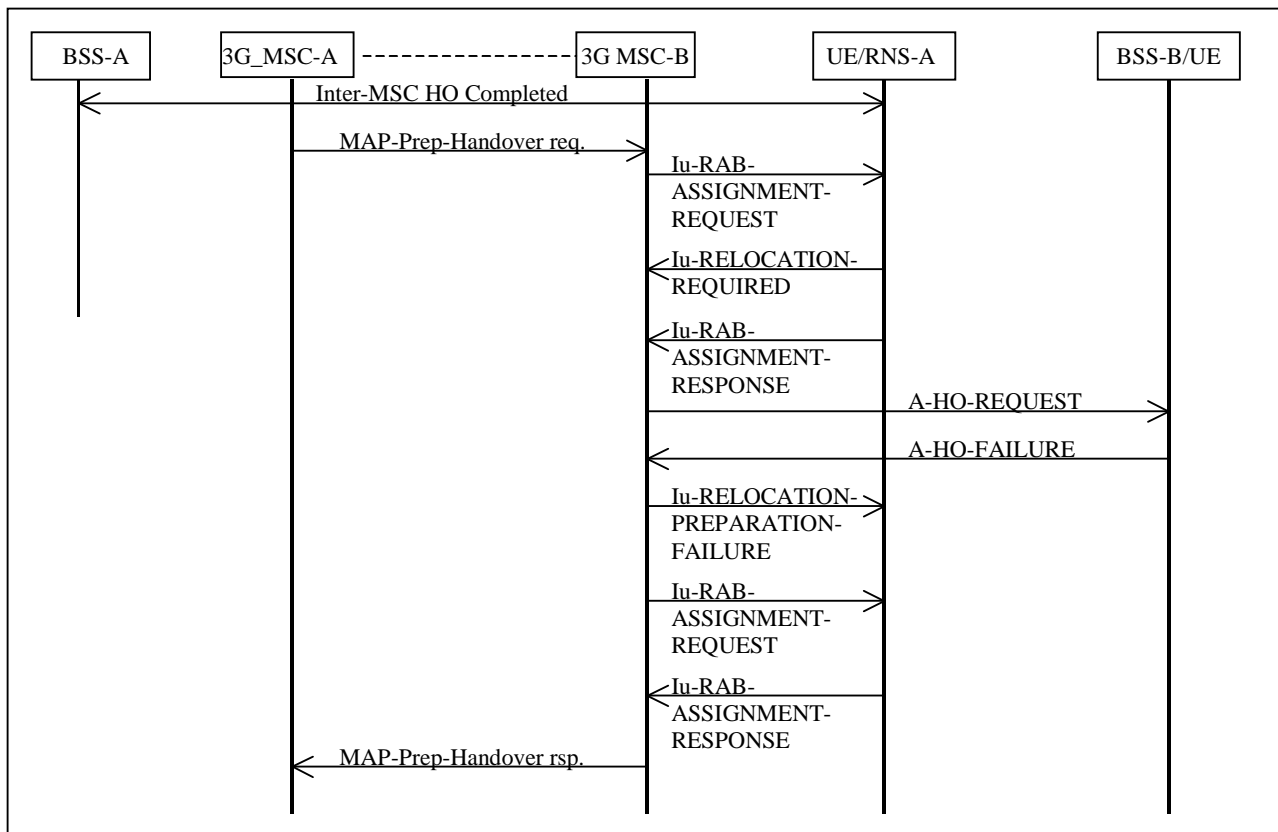 BSS-A
3G_MSC-A
3G MSC-B
UE/RNS-A
BSS-B/UE
Inter-MSC HO Completed
MAP-Prep-Handover req.
Iu-RAB-
ASSIGNMENT-
REQUEST
Iu-RELOCATION-
REQUIRED
Iu-RAB-
ASSIGNMENT-
RESPONSE
A-HO-REQUEST
A-HO-FAILURE
Iu-RELOCATION-
PREPARATION-
FAILURE
Iu-RAB-
ASSIGNMENT-
REQUEST
Iu-RAB-
ASSIGNMENT-
RESPONSE
MAP-Prep-Handover rsp.